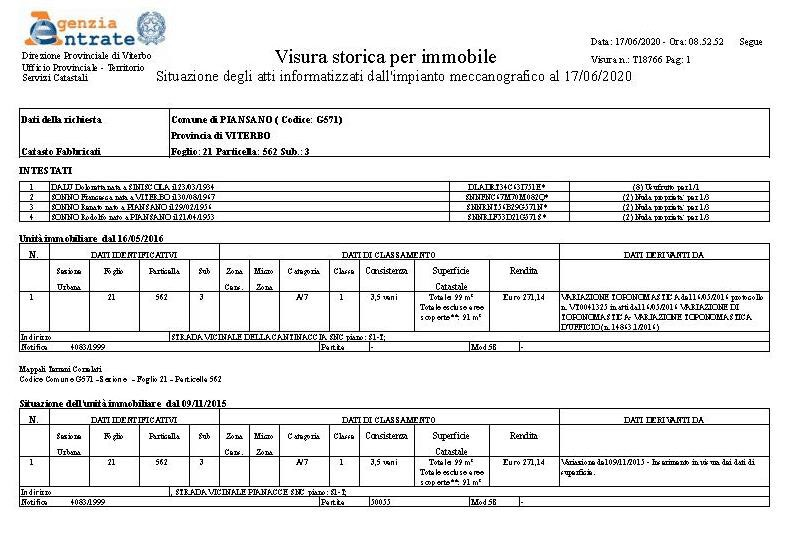 Agenzia
Entrate
Direzione Provinciale di Viterbo
Ufficio Provinciale - Territorio
Servizi Catastali
Visura storica per immobile
Situazione degli atti informatizzati dall'impianto meccanografico al 17/06/2020
Data: 17/06/2020 - Ora: 08.52.52 Segue
Visura n.: T18766 Pag: 1
Dati della richiesta Comune di PIANSANO ( Codice: G571)
Provincia di VITERBO
Catasto Fabbricati Foglio: 21 Particella: 562 Sub.: 3
INTESTATI
1 DALU Doloretta nata a SINISCOLA il 23/03/1934 (8) Usufrutto per 1/1
2 SONNO Francesca nata a VITERBO il 30/08/1967 SNNFNC67M70M082Q* (2) Nuda proprieta' per 1/3
3 SONNO Renato nato a PIANSANO il 29/02/1956 SNNRNT56B29G571N* (2) Nuda proprieta' per 1/3
4 SONNO Rodolfo nato a PIANSANO il 21/04/1953 SNNRLF53D21G571S* (2) Nuda proprieta' per 1/3
Unità immobiliare dal 16/05/2016
N. DATI IDENTIFICATIVI DATI DI CLASSAMENTO DATI DERIVANTI DA
Sezione Foglio Particella Sub Zona Micro Categoria Classe Consistenza Superficie Rendita
Urbana Cens. Zona Catastale
1 21 562 3 A/7 1 3,5 vani Totale: 99 m² Euro 271,14 VARIAZIONE TOPONOMASTICA del 16/05/2016 protocollo
Totale escluse aree n. VT0041325 in atti dal 16/05/2016 VARIAZIONE DI
scoperte**: 91 m² TOPONOMASTICA - VARIAZIONE TOPONOMASTICA
D'UFFICIO (n. 14863.1/2016)
Indirizzo , STRADA VICINALE DELLA CANTINACCIA SNC piano: S1-T;
Notifica 4083/1999 Partita - Mod.58 -
Mappali Terreni Correlati
Codice Comune G571 - Sezione - Foglio 21 - Particella 562
Situazione dell'unità immobiliare dal 09/11/2015
N. DATI IDENTIFICATIVI DATI DI CLASSAMENTO DATI DERIVANTI DA
Sezione Foglio Particella Sub Zona Micro Categoria Classe Consistenza Superficie Rendita
Urbana Cens. Zona Catastale
1 21 562 3 A/7 1 3,5 vani Totale: 99 m² Euro 271,14 Variazione del 09/11/2015 - Inserimento in visura dei dati di
Totale escluse aree superficie.
scoperte**: 91 m²
Indirizzo , STRADA VICINALE PIANACCE SNC piano: S1-T;
Notifica 4083/1999 Partita 50055 Mod.58 -